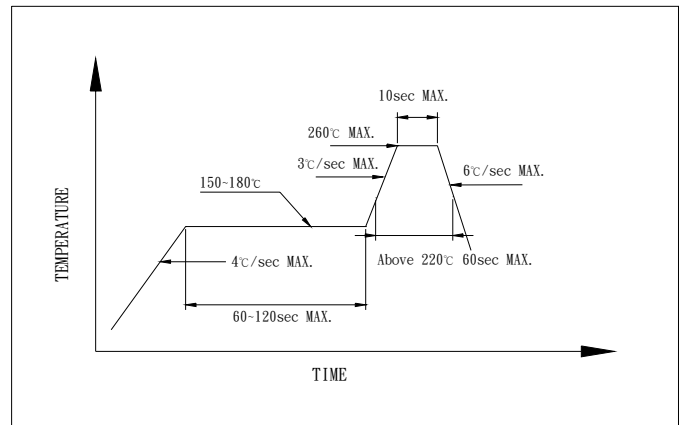 10sec MAX.
260℃ MAX.
3℃/sec MAX.
6℃/sec MAX.
150~180℃
TEMPERATURE
4℃/sec MAX.
Above 220℃ 60sec MAX.
60~120sec MAX.
TIME